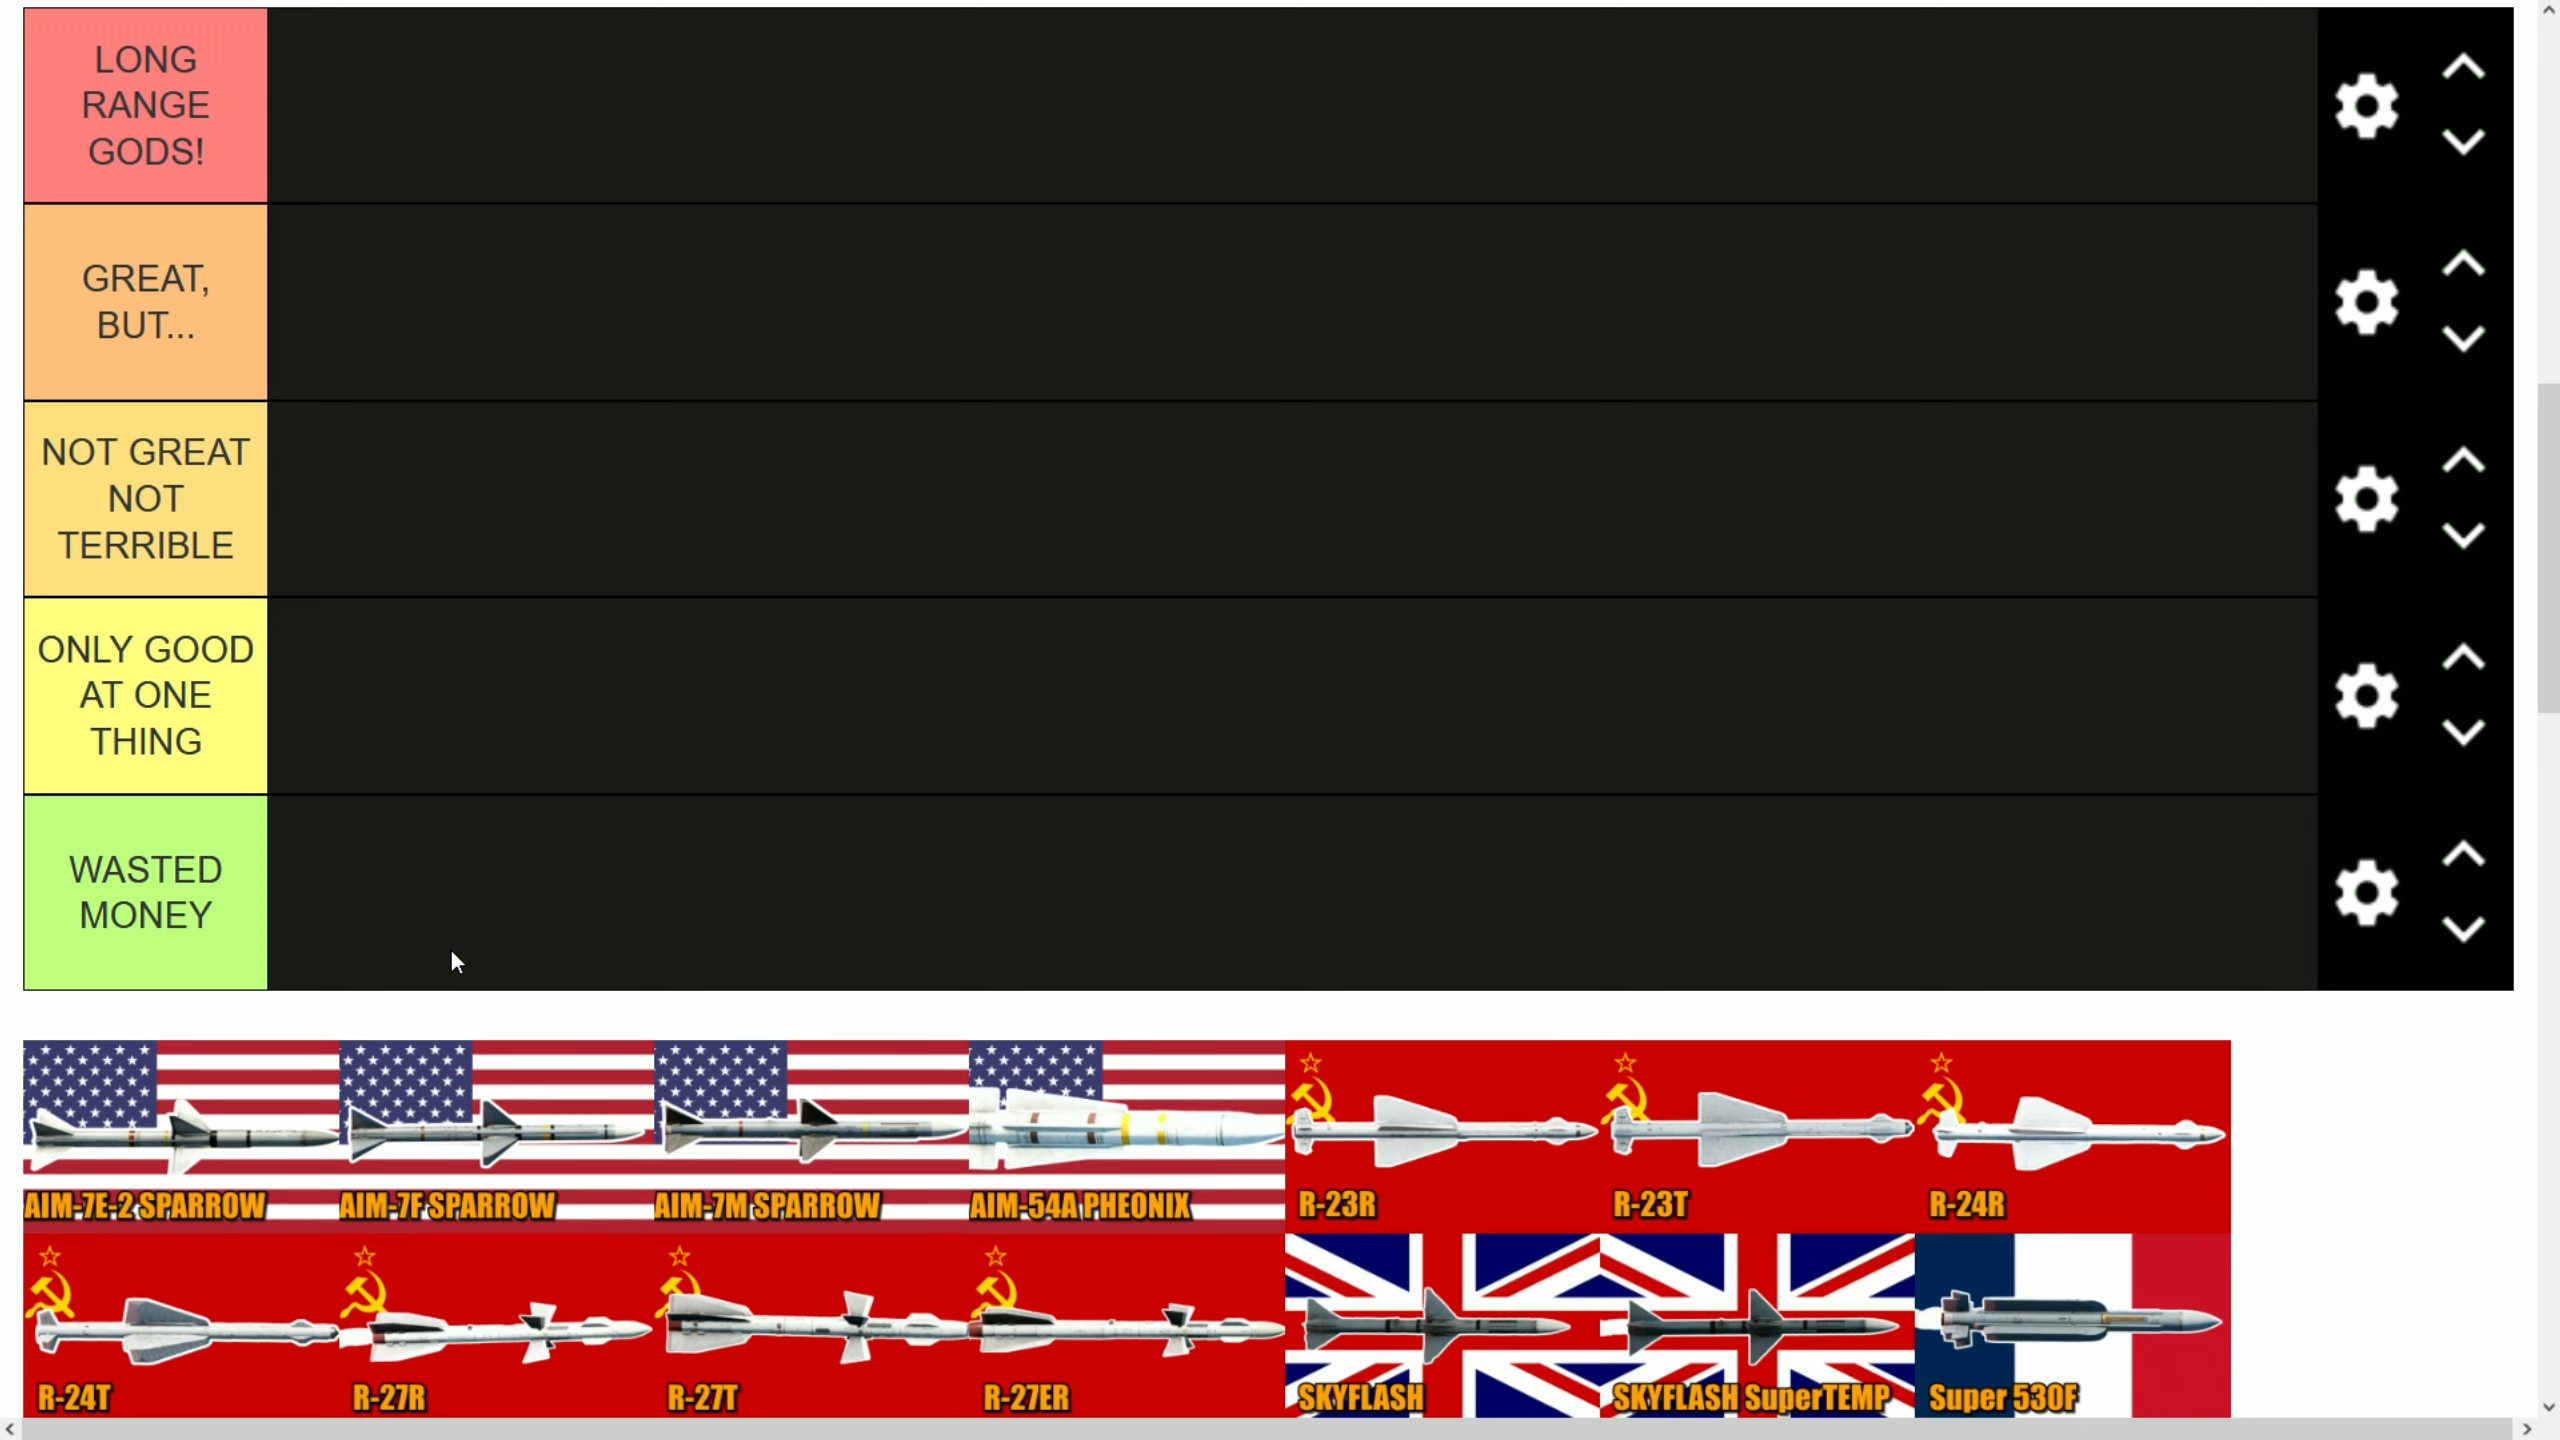 LONG
RANGE
GODS!
GREAT,
BUT...
NOT GREAT
NOT
TERRIBLE
ONLY GOOD
AT ONE
THING
WASTED
MONEY
AIM-7E-2 SPARROW
AIM-7F SPARROW
AIM-7M SPARROW
AIM-54A PHEONIX
R-23R
R-23T
R-24R
R-24T
R-27R
R-27T
R-27ER
SKYFLASH
SKYFLASH SuperTEMP
Super 530F